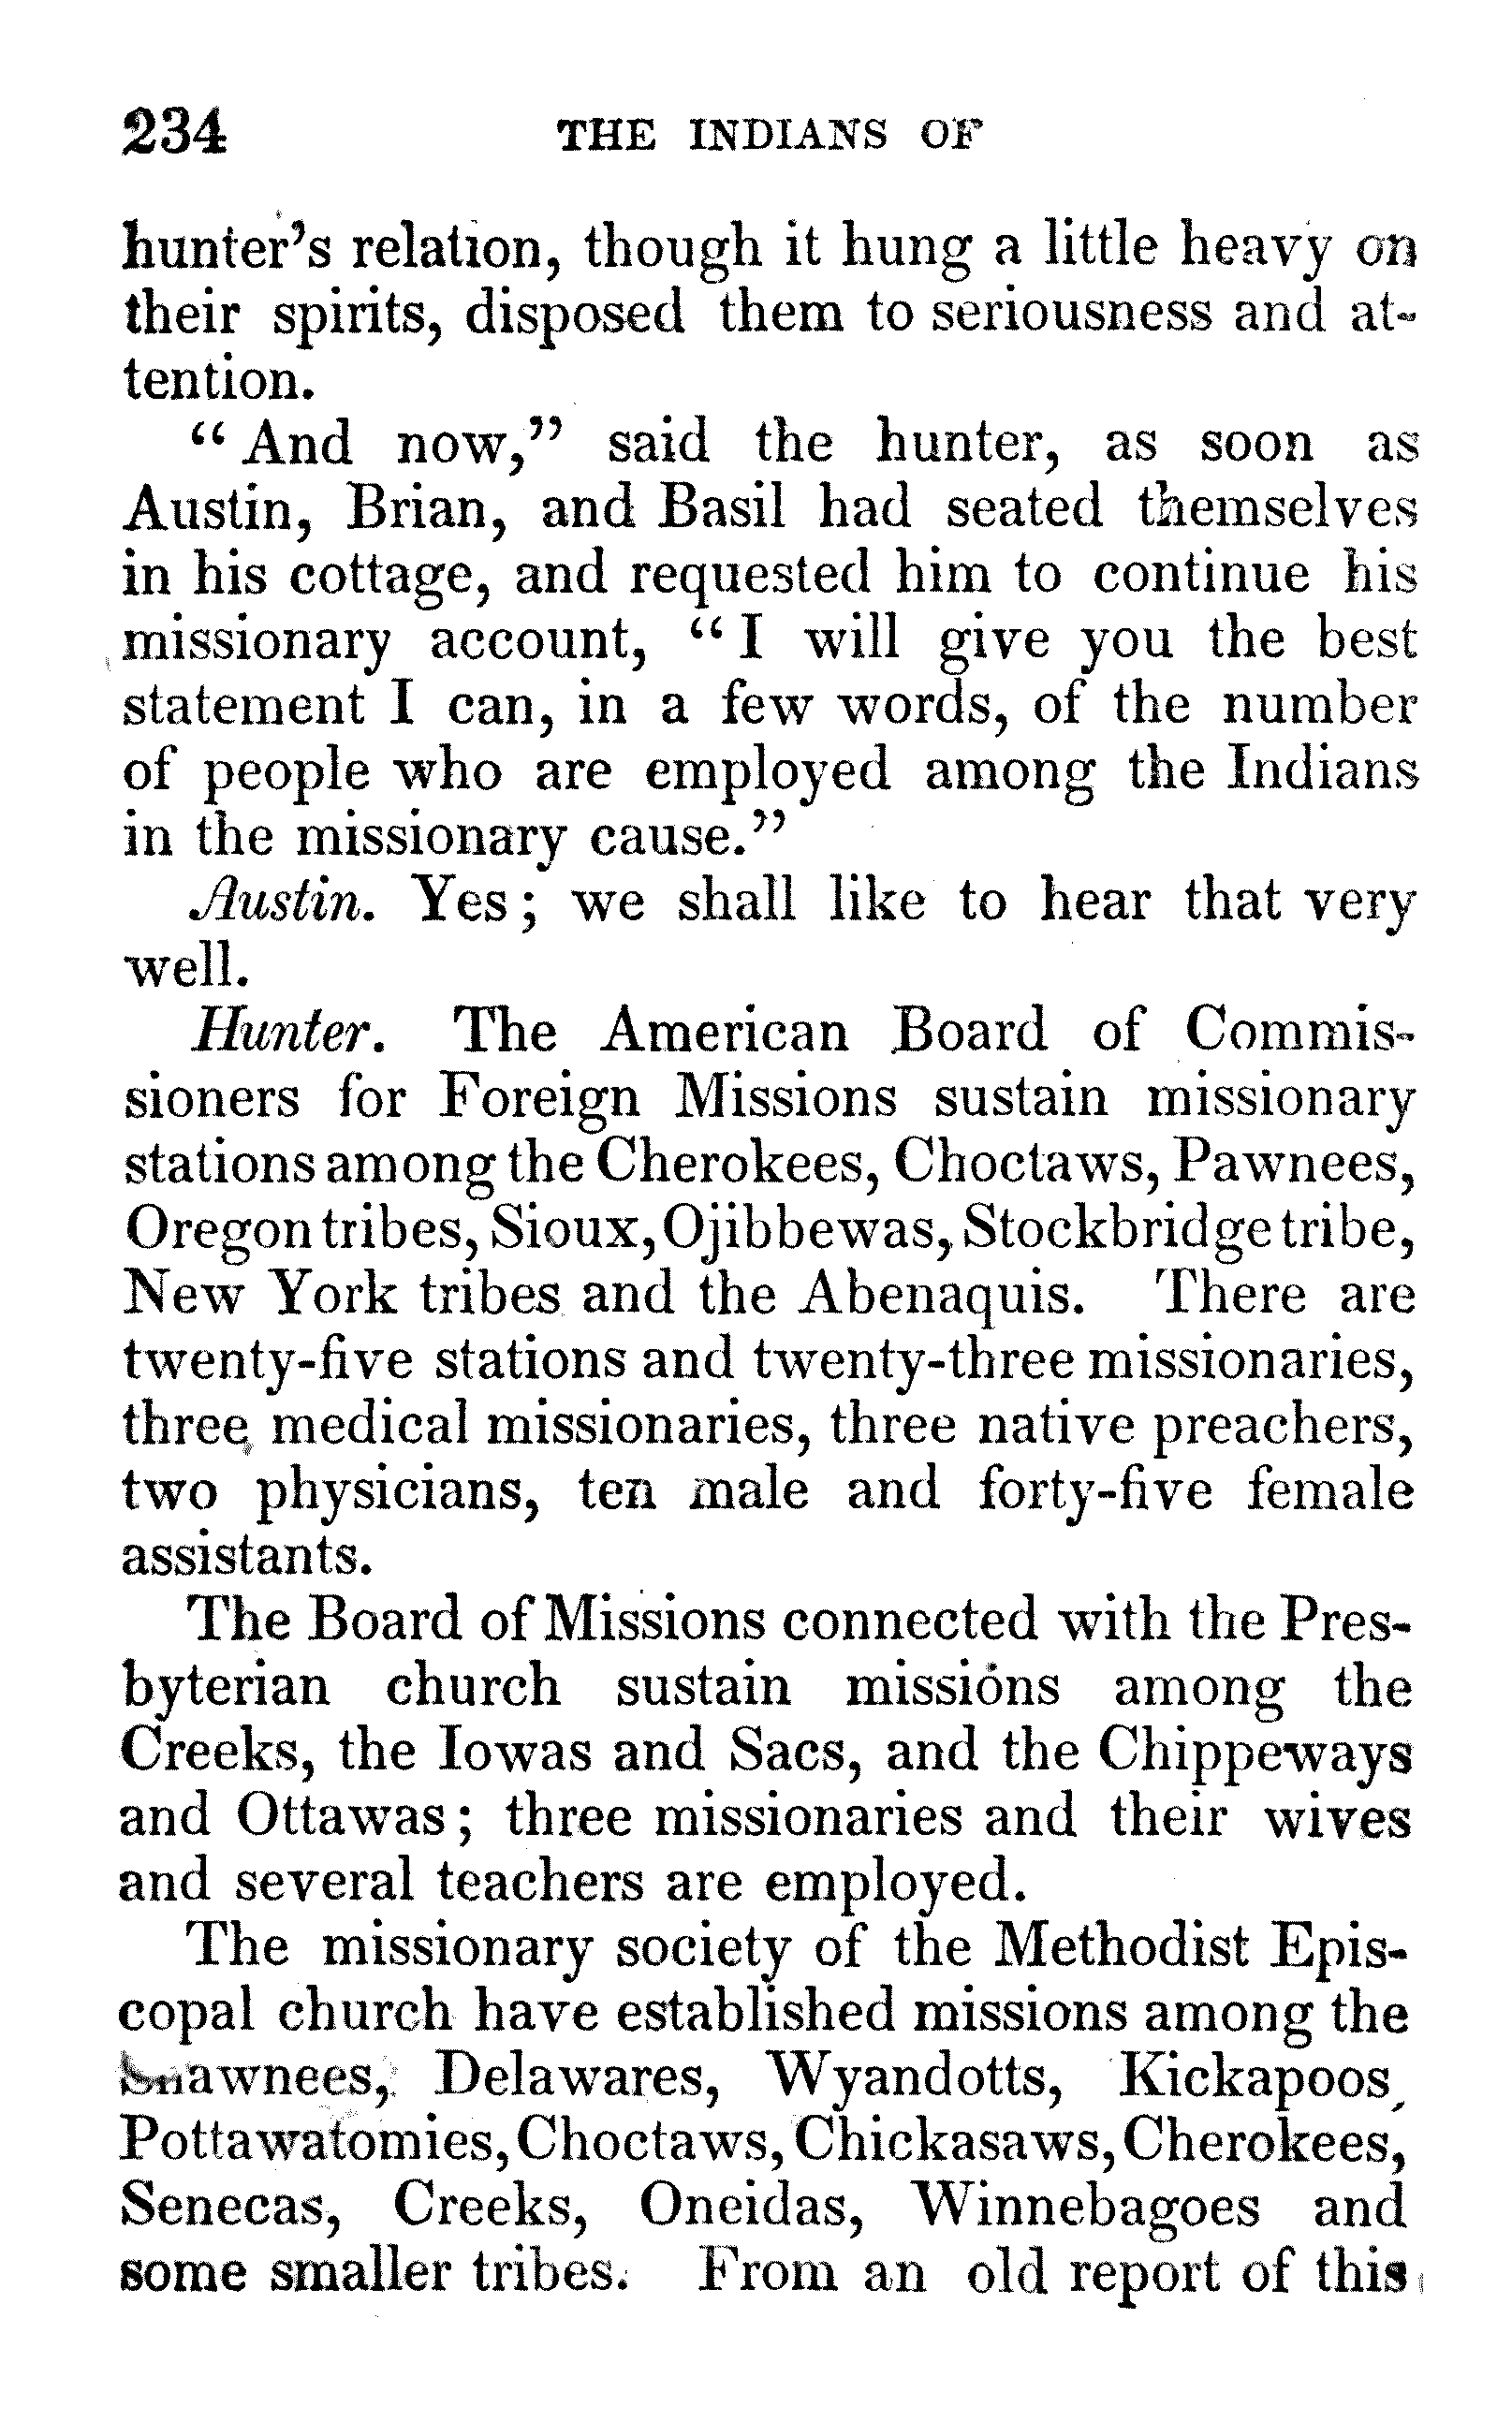 234 THE INDIANS OF
hunter's relation, though it hung a little heavy on
their spirits, disposed them to seriousness and at-
tention.
"And now," said the hunter, as soon as
Austin, Brian, and Basil had seated themselves
in his cottage, and requested him to continue his
missionary account, "I will give you the best
statement I can, in a few words, of the number
of people who are employed among the Indians
in the missionary cause."
Austin. Yes; we shall like to hear that very
well.
Hunter. The American Board of Commis-
sioners for Foreign Missions sustain missionary
stations among the Cherokees, Choctaws, Pawnees,
Oregon tribes, Sioux, Ojibbewas, Stockbridge tribe,
New York tribes and the Abenaquis. There are
twenty-five stations and twenty-three missionaries,
three medical missionaries, three native preachers,
two physicians, ten male and forty-five female
assistants.
The Board of Missions connected with the Pres-
byterian church sustain missions among the
Creeks, the Iowas and Sacs, and the Chippeways
and Ottawas; three missionaries and their wives
and several teachers are employed.
The missionary society of the Methodist Epis-
copal church have established missions among the
Shawnees, Delawares, Wyandotts, Kickapoos,
Pottawatomies, Choctaws, Chickasaws, Cherokees,
Senecas, Creeks, Oneidas, Winnebagoes and
some smaller tribes. From an old report of this